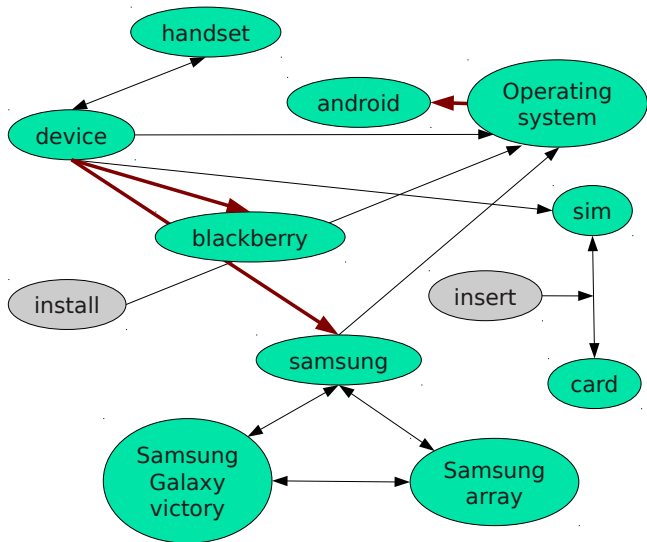 handset
android
Operating
system
device
sim
blackberry
install
insert
samsung
card
Samsung
Galaxy
victory
Samsung
array